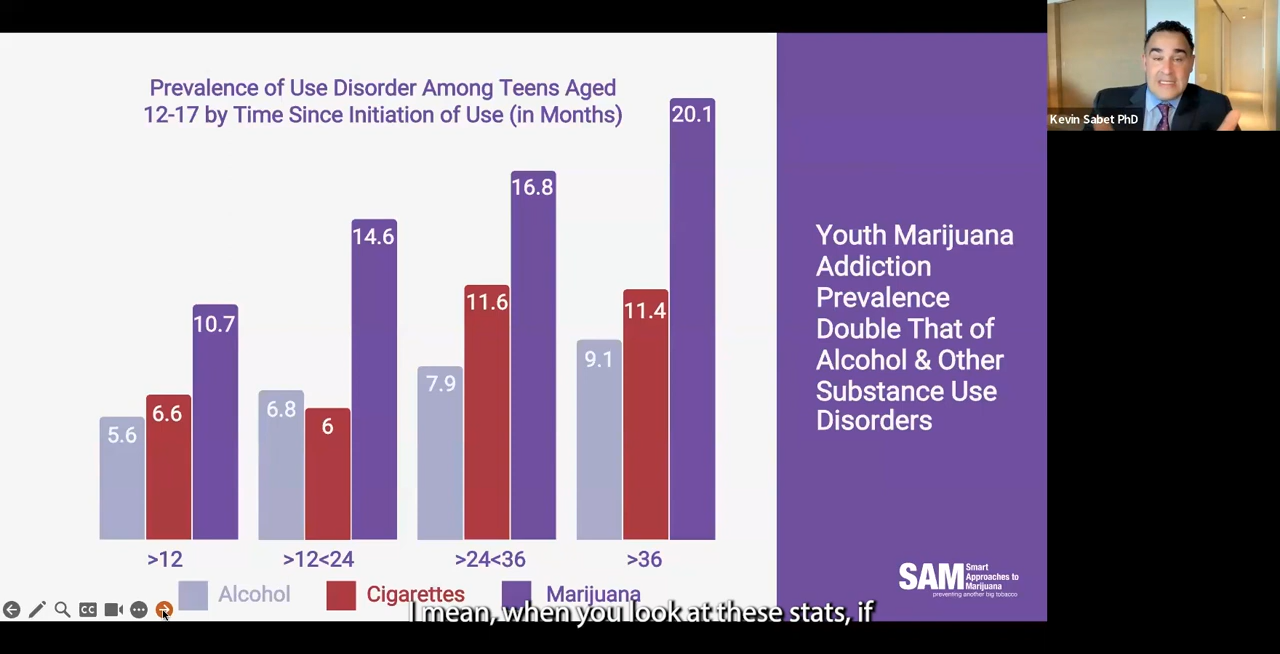 Prevalence of Use Disorder Among Teens Aged
12-17 by Time Since Initiation of Use (in Months)
5.6
6.6
10.7
6.8
6
14.6
7.9
11.6
16.8
9.1
11.4
20.1
>12
>12<24
>24<36
>36
Alcohol
Cigarettes
Marijuana
Youth Marijuana
Addiction
Prevalence
Double That of
Alcohol & Other
Substance Use
Disorders
SAM
Smart
Approaches to
Marijuana
preventing another big tobacco
Kevin Sabet PhD
CC
I mean, when you look at these stats, if